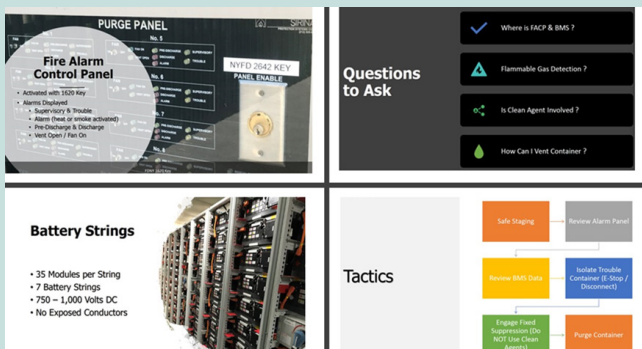 PURGE PANEL
No. 5
Fire Alarm
Control Panel
NYFD 2642 KEY
PANEL ENABLE
• Activated with 1620 Key
• Alarms Displayed
• Supervisory & Trouble
• Alarm (heat or smoke activated)
• Pre-Discharge & Discharge
• Vent Open / Fan On
No. 6
No. 7
No. 8
Questions
to Ask
Where is FACP & BMS ?
Flammable Gas Detection ?
Is Clean Agent Involved ?
How Can I Vent Container ?
Battery Strings
• 35 Modules per String
• 7 Battery Strings
• 750 – 1,000 Volts DC
• No Exposed Conductors
Tactics
Safe Staging
Review Alarm Panel
Review BMS Data
Isolate Trouble
Container (E-Stop /
Disconnect)
Engage Fixed
Suppression (Do
NOT Use Clean
Agents)
Purge Container